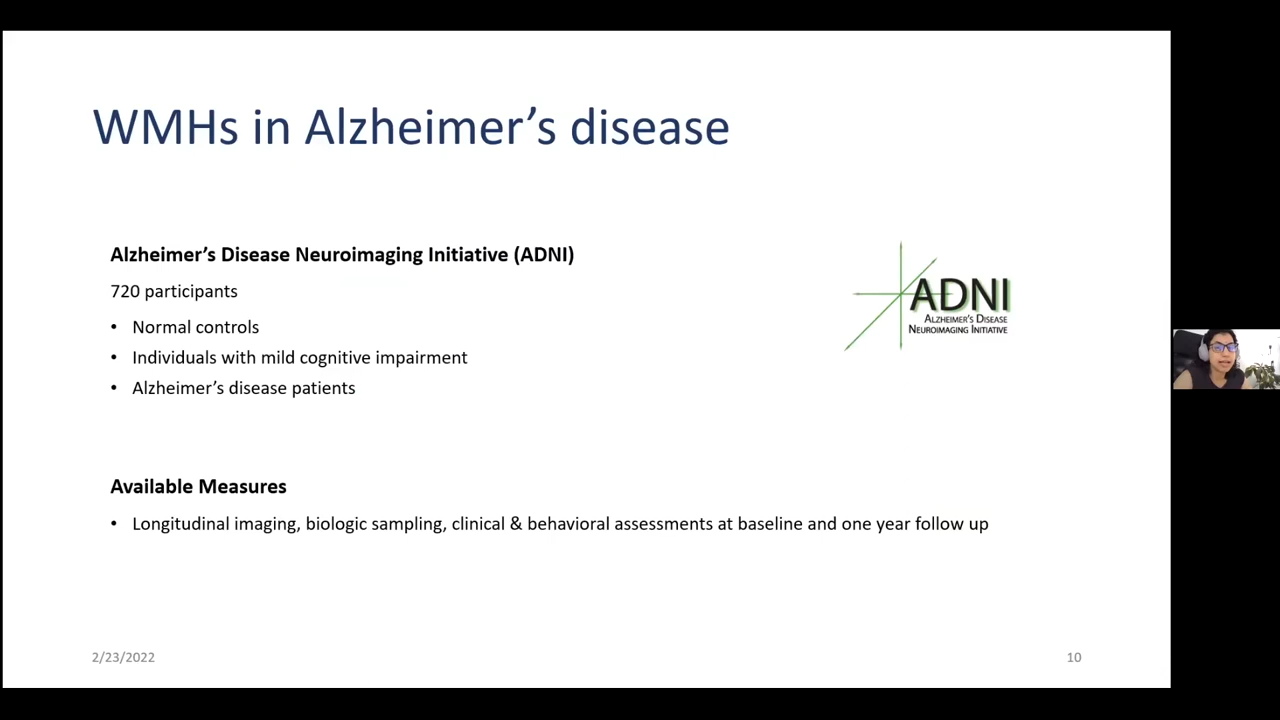 WMHs in Alzheimer’s disease
Alzheimer’s Disease Neuroimaging Initiative (ADNI)
720 participants
• Normal controls
• Individuals with mild cognitive impairment
• Alzheimer’s disease patients
ADNI
ALZHEIMER'S DISEASE
NEUROIMAGING INITIATIVE
Available Measures
• Longitudinal imaging, biologic sampling, clinical & behavioral assessments at baseline and one year follow up
2/23/2022
10